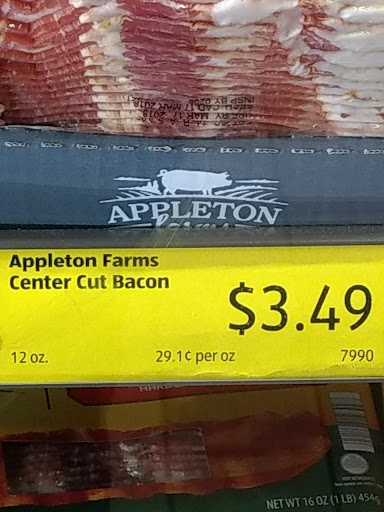 APPLETON
farms
Appleton Farms
Center Cut Bacon
$3.49
12 oz.
29.1¢ per oz
7990
NET WT 16 OZ (1 LB) 454g